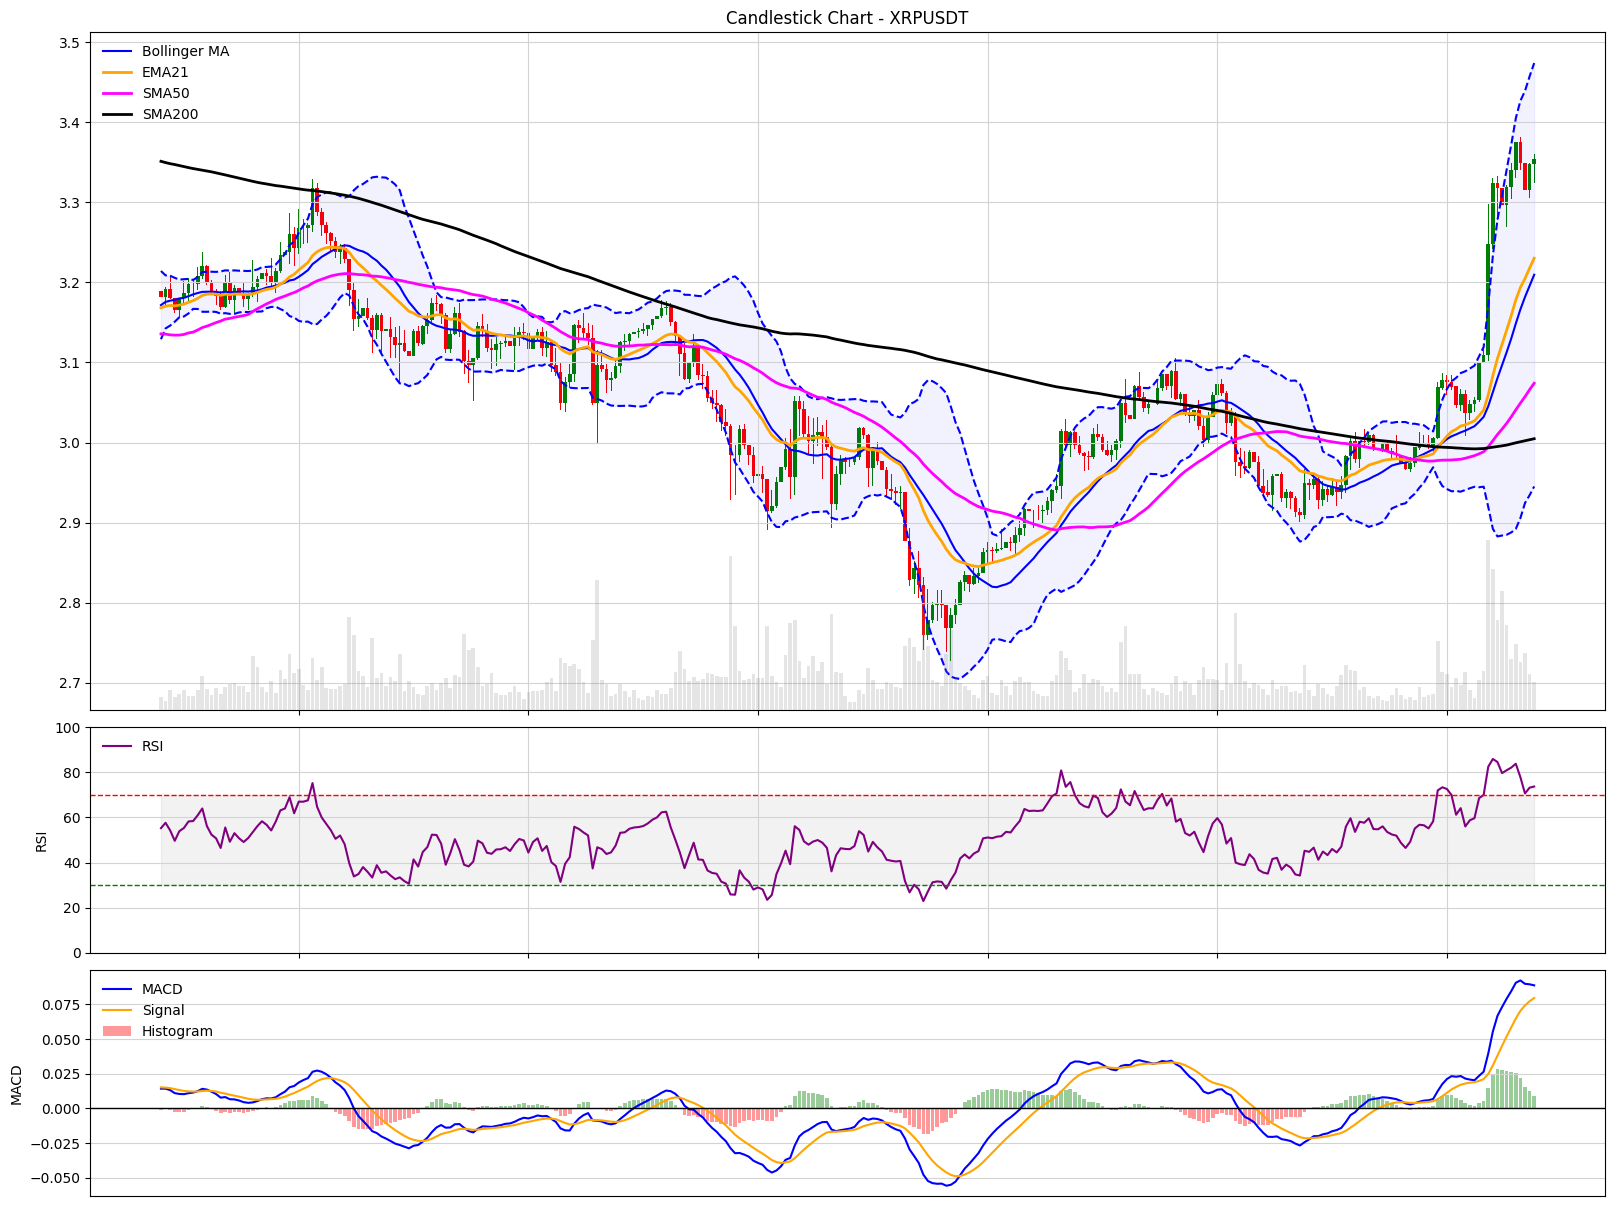 Candlestick Chart - XRPUSDT
Bollinger MA
EMA21
SMA50
SMA200
3.5
3.4
3.3
3.2
3.1
3.0
2.9
2.8
2.7
RSI
100
80
60
40
20
0
RSI
MACD
Signal
Histogram
0.075
0.050
0.025
0.000
−0.025
−0.050
MACD